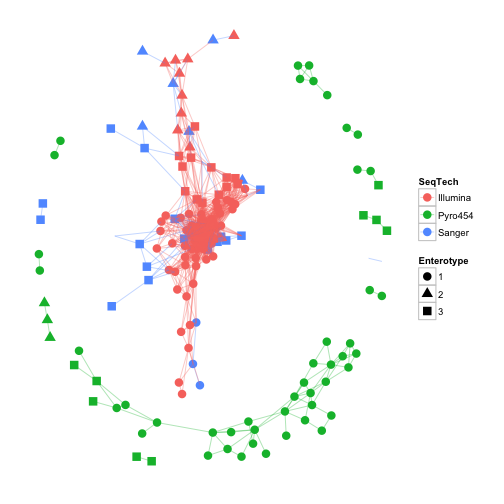 SeqTech
Illumina
Pyro454
Sanger
Enterotype
1
2
3